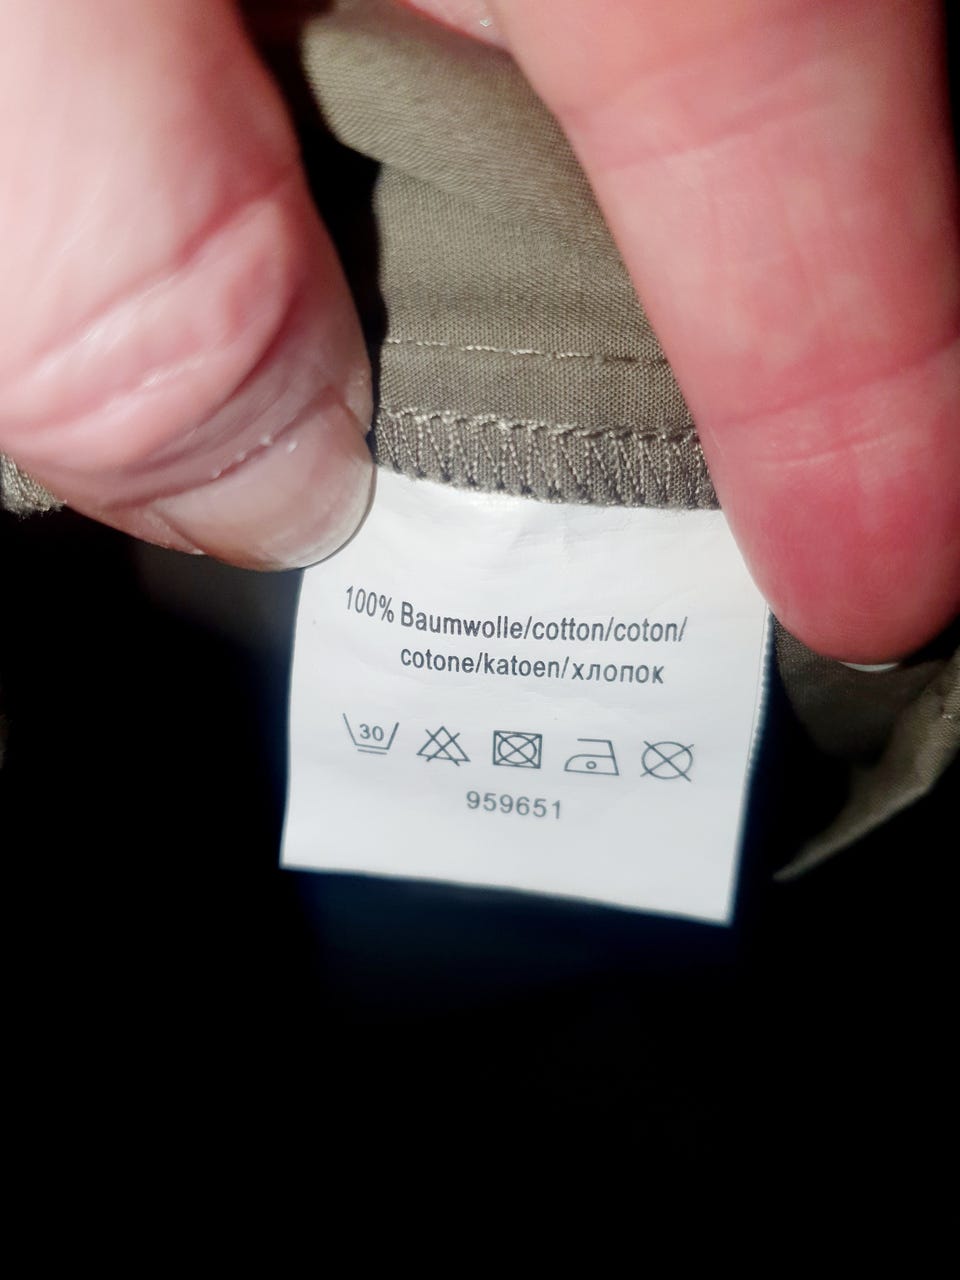 100% Baumwolle/cotton/coton/
cotone/katoen/хлопок
30
959651